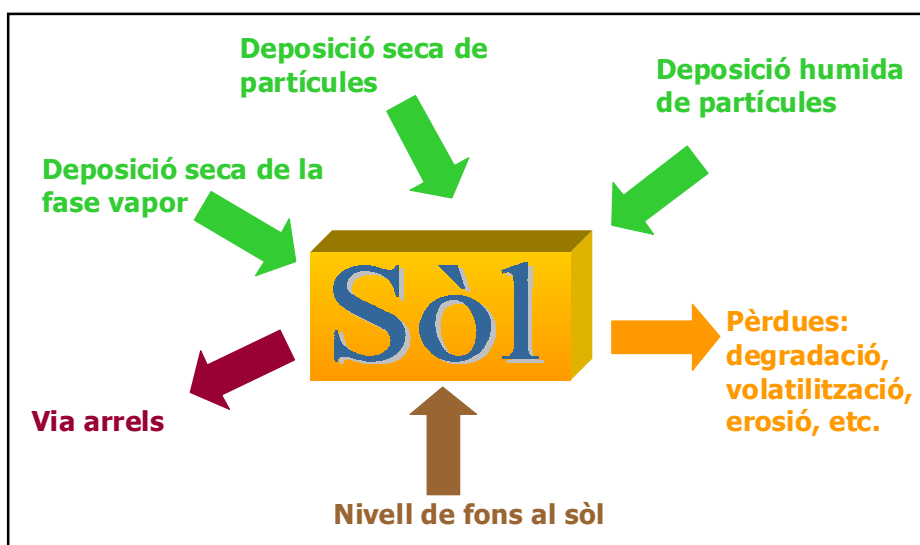 Deposició seca de
partícules
Deposició humida
de partícules
Deposició seca de la
fase vapor
Sòl
Pèrdues:
degradació,
volatilització,
erosió, etc.
Via arrels
Nivell de fons al sòl